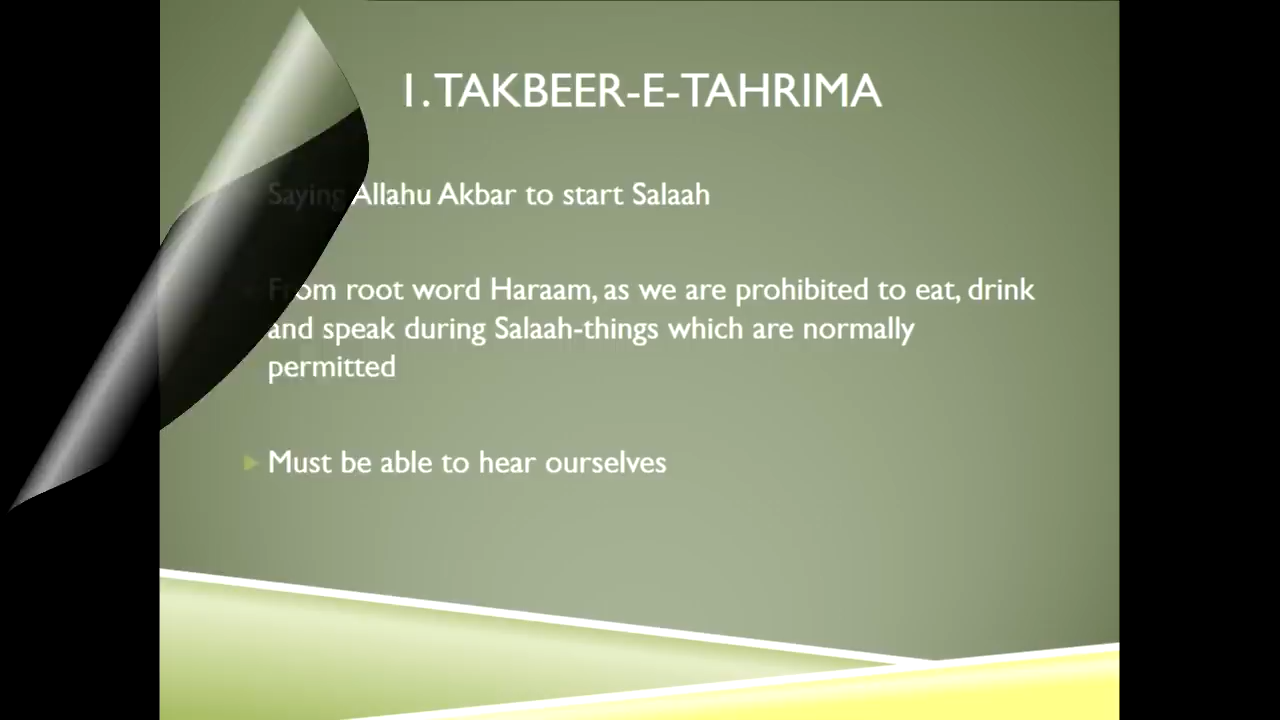 1. TAKBEER-E-TAHRIMA
Saying Allahu Akbar to start Salaah
From root word Haraam, as we are prohibited to eat, drink
and speak during Salaah-things which are normally
permitted
Must be able to hear ourselves